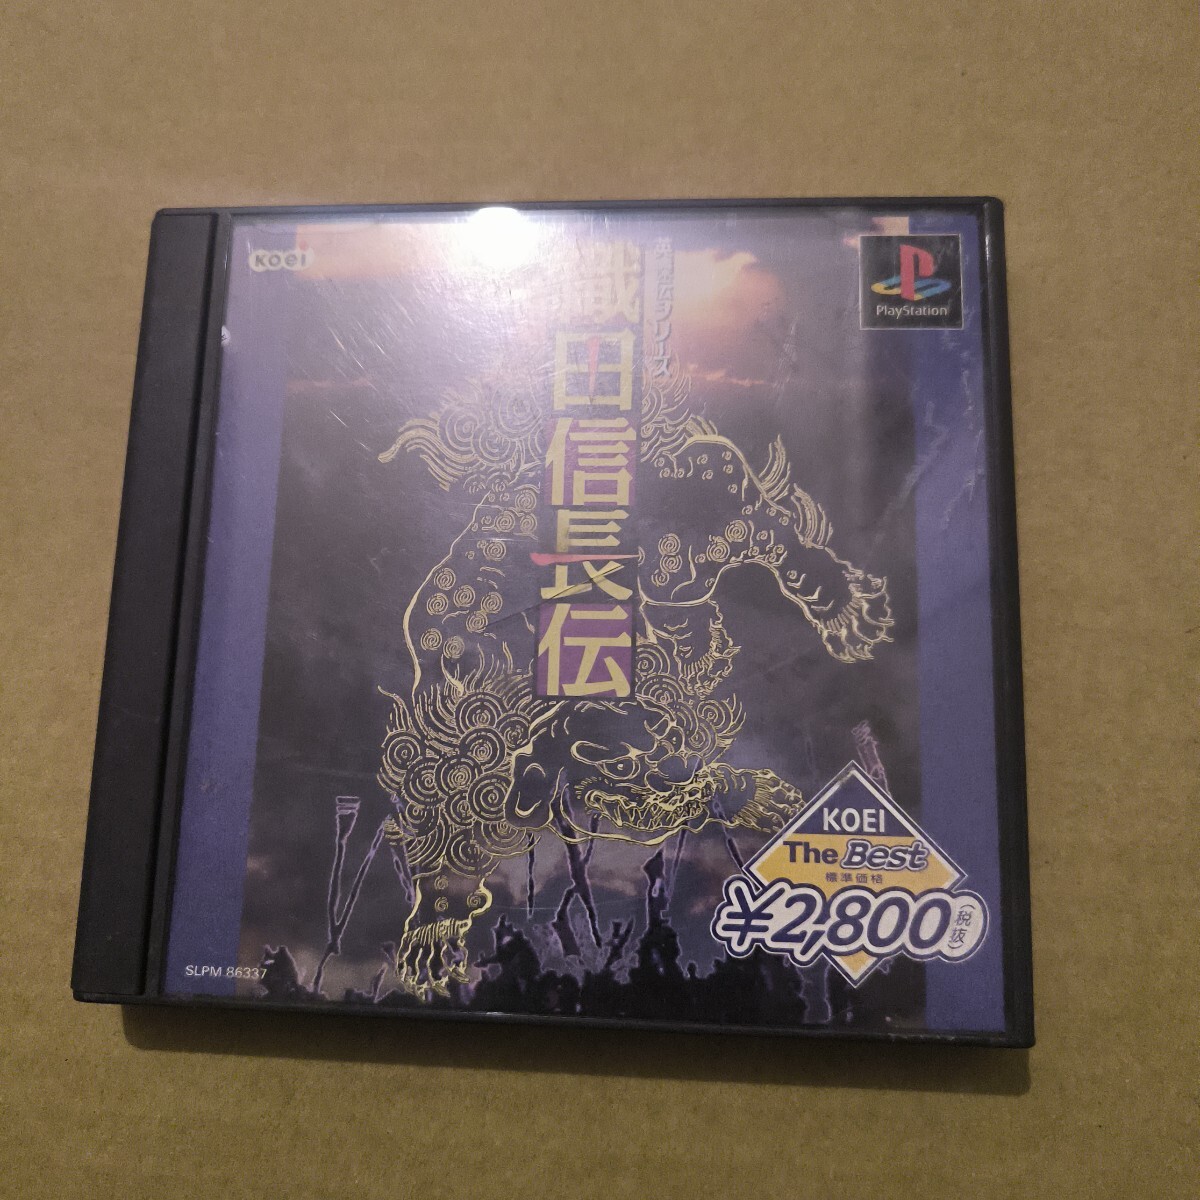 KOEI
英傑伝シリーズ
織田信長伝
PlayStation
KOEI
The Best
標準価格
¥2,800(税抜)
SLPM 86337